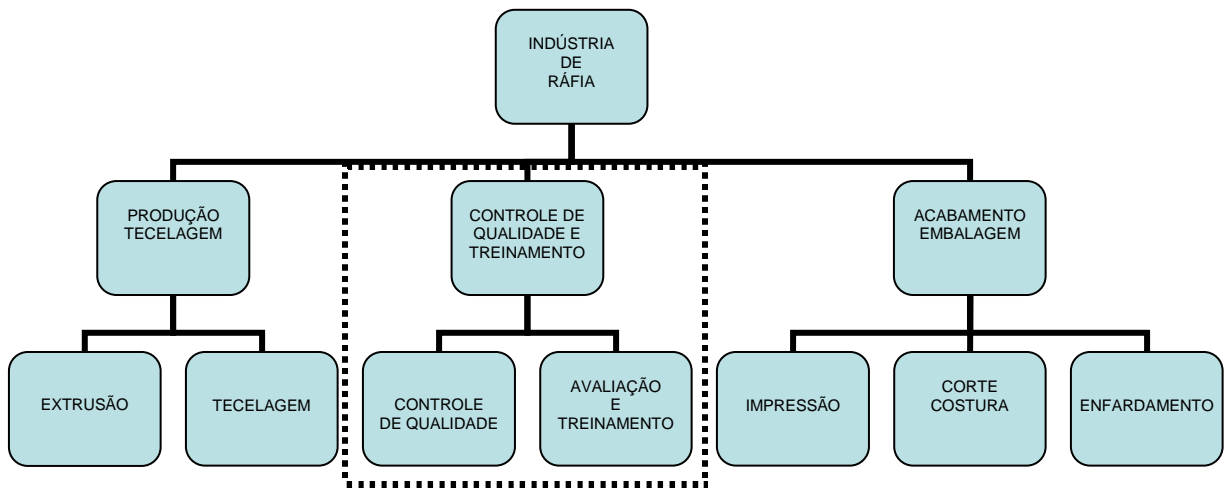 INDÚSTRIA
DE
RÁFIA
PRODUÇÃO
TECELAGEM
CONTROLE DE
QUALIDADE E
TREINAMENTO
ACABAMENTO
EMBALAGEM
EXTRUSÃO
TECELAGEM
CONTROLE
DE QUALIDADE
AVALIAÇÃO
E
TREINAMENTO
IMPRESSÃO
CORTE
COSTURA
ENFARDAMENTO